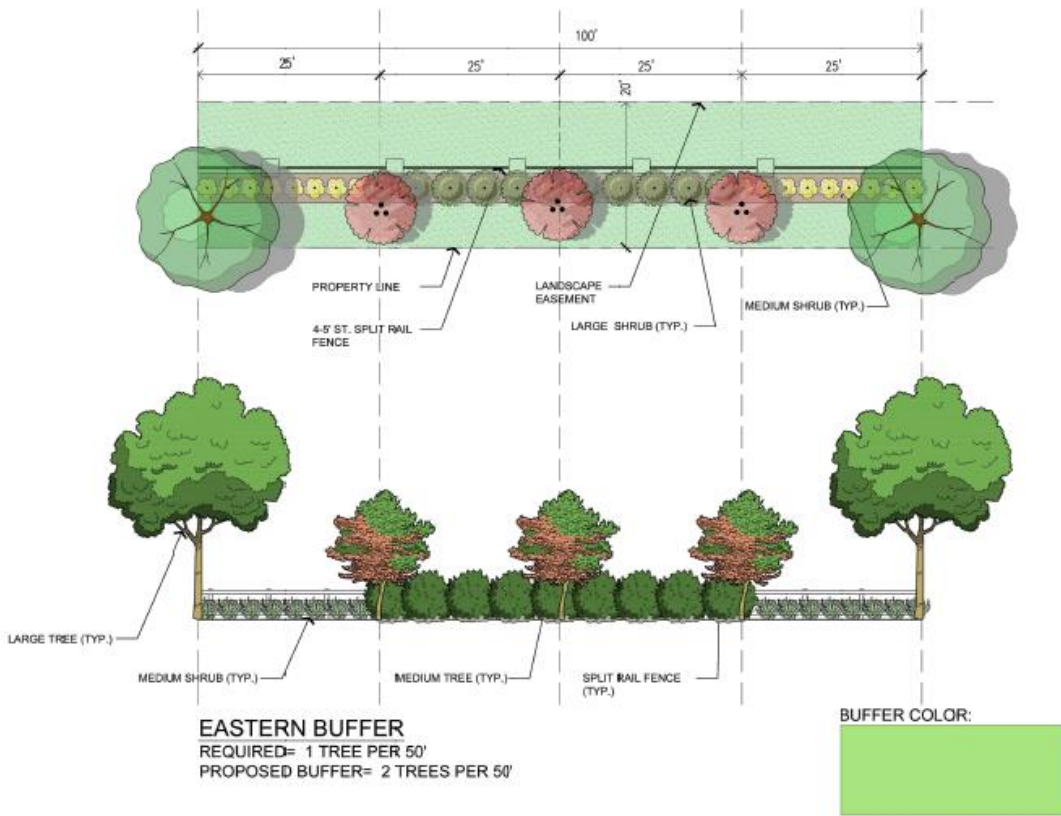 100'
25'
25'
25'
25'
20'
PROPERTY LINE
LANDSCAPE
EASEMENT
MEDIUM SHRUB (TYP.)
4-5' ST. SPLIT RAIL
FENCE
LARGE SHRUB (TYP.)
LARGE TREE (TYP.)
MEDIUM SHRUB (TYP.)
MEDIUM TREE (TYP.)
SPLIT RAIL FENCE
(TYP.)
EASTERN BUFFER
REQUIRED= 1 TREE PER 50'
PROPOSED BUFFER= 2 TREES PER 50'
BUFFER COLOR: